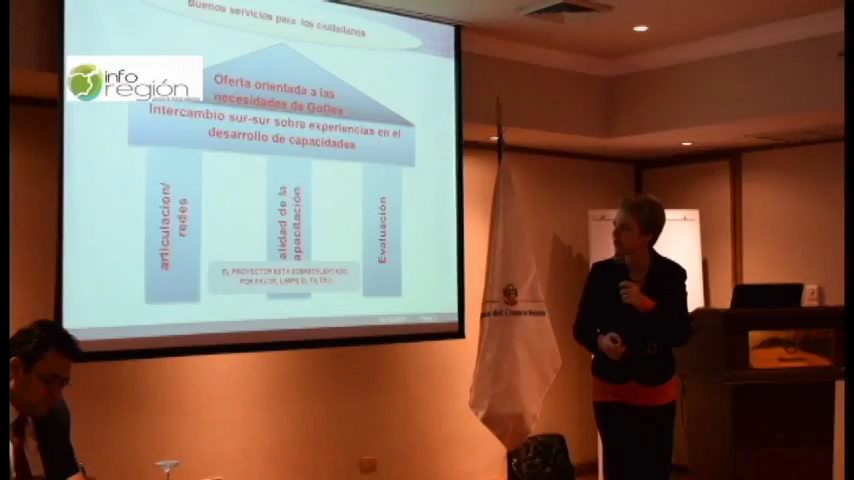 Buenos servicios para los ciudadanos
info
región
Oferta orientada a las
necesidades de GoDes
Intercambio sur-sur sobre experiencias en el
desarrollo de capacidades
articulacion/
redes
alidad de la
apacitación
Evaluación
EL PROYECTOR ESTA SOBRECALENTADO.
POR FAVOR, LIMPIE EL FILTRO.